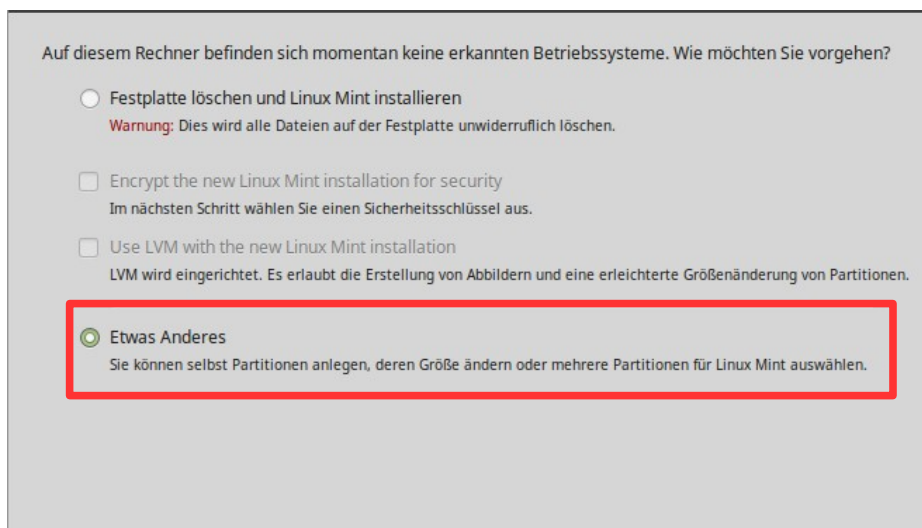 Auf diesem Rechner befinden sich momentan keine erkannten Betriebssysteme. Wie möchten Sie vorgehen?
Festplatte löschen und Linux Mint installieren
Warnung: Dies wird alle Dateien auf der Festplatte unwiderruflich löschen.
Encrypt the new Linux Mint installation for security
Im nächsten Schritt wählen Sie einen Sicherheitsschlüssel aus.
Use LVM with the new Linux Mint installation
LVM wird eingerichtet. Es erlaubt die Erstellung von Abbildern und eine erleichterte Größenänderung von Partitionen.
Etwas Anderes
Sie können selbst Partitionen anlegen, deren Größe ändern oder mehrere Partitionen für Linux Mint auswählen.